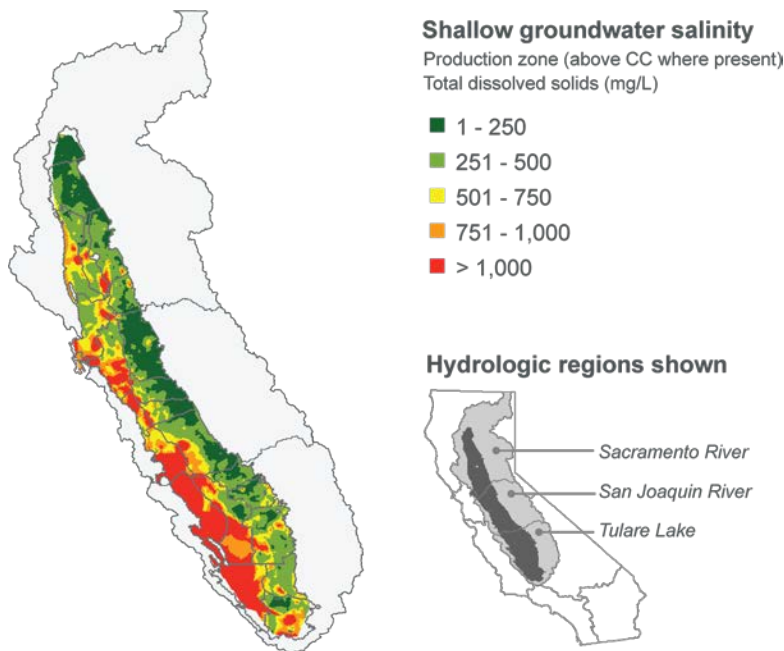 Shallow groundwater salinity
Production zone (above CC where present)
Total dissolved solids (mg/L)
1 - 250
251 - 500
501 - 750
751 - 1,000
> 1,000
Hydrologic regions shown
Sacramento River
San Joaquin River
Tulare Lake